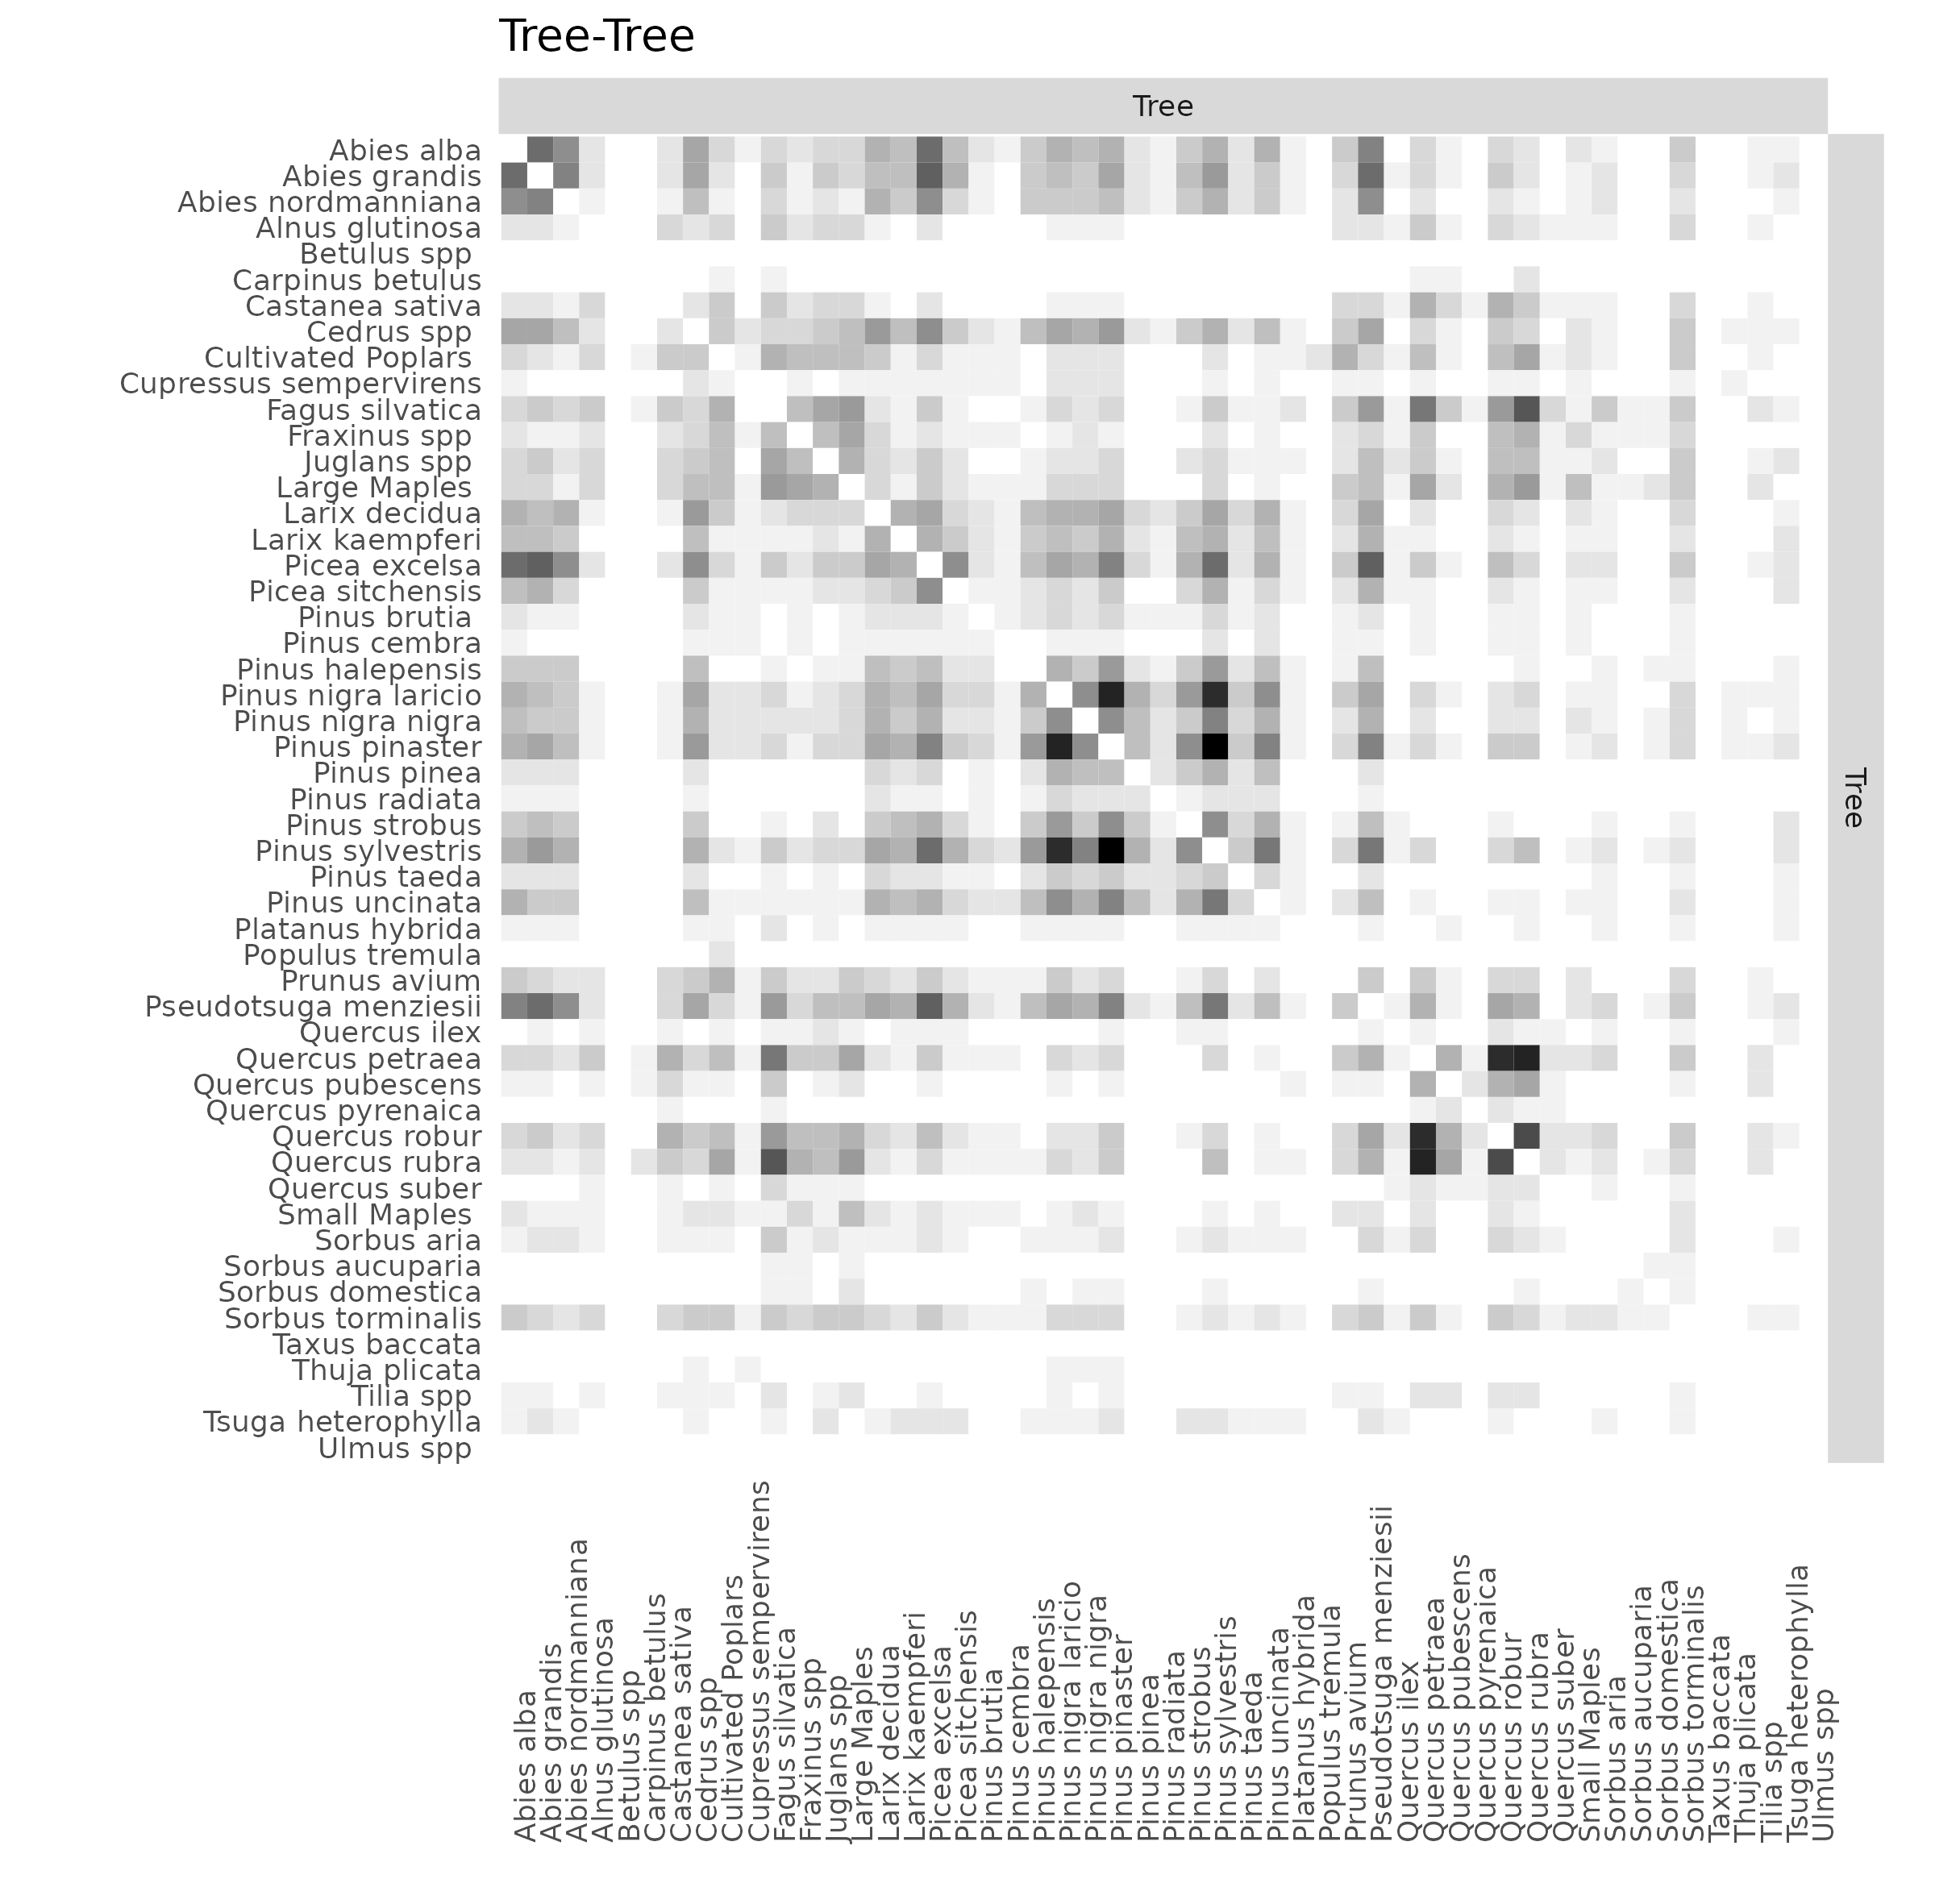 Tree-Tree
Tree
Abies alba
Abies grandis
Abies nordmanniana
Alnus glutinosa
Betulus spp
Carpinus betulus
Castanea sativa
Cedrus spp
Cultivated Poplars
Cupressus sempervirens
Fagus silvatica
Fraxinus spp
Juglans spp
Large Maples
Larix decidua
Larix kaempferi
Picea excelsa
Picea sitchensis
Pinus brutia
Pinus cembra
Pinus halepensis
Pinus nigra laricio
Pinus nigra nigra
Pinus pinaster
Pinus pinea
Pinus radiata
Pinus strobus
Pinus sylvestris
Pinus taeda
Pinus uncinata
Platanus hybrida
Populus tremula
Prunus avium
Pseudotsuga menziesii
Quercus ilex
Quercus petraea
Quercus pubescens
Quercus pyrenaica
Quercus robur
Quercus rubra
Quercus suber
Small Maples
Sorbus aria
Sorbus aucuparia
Sorbus domestica
Sorbus torminalis
Taxus baccata
Thuja plicata
Tilia spp
Tsuga heterophylla
Ulmus spp
Tree
Abies alba
Abies grandis
Abies nordmanniana
Alnus glutinosa
Betulus spp
Carpinus betulus
Castanea sativa
Cedrus spp
Cultivated Poplars
Cupressus sempervirens
Fagus silvatica
Fraxinus spp
Juglans spp
Large Maples
Larix decidua
Larix kaempferi
Picea excelsa
Picea sitchensis
Pinus brutia
Pinus cembra
Pinus halepensis
Pinus nigra laricio
Pinus nigra nigra
Pinus pinaster
Pinus pinea
Pinus radiata
Pinus strobus
Pinus sylvestris
Pinus taeda
Pinus uncinata
Platanus hybrida
Populus tremula
Prunus avium
Pseudotsuga menziesii
Quercus ilex
Quercus petraea
Quercus pubescens
Quercus pyrenaica
Quercus robur
Quercus rubra
Quercus suber
Small Maples
Sorbus aria
Sorbus aucuparia
Sorbus domestica
Sorbus torminalis
Taxus baccata
Thuja plicata
Tilia spp
Tsuga heterophylla
Ulmus spp